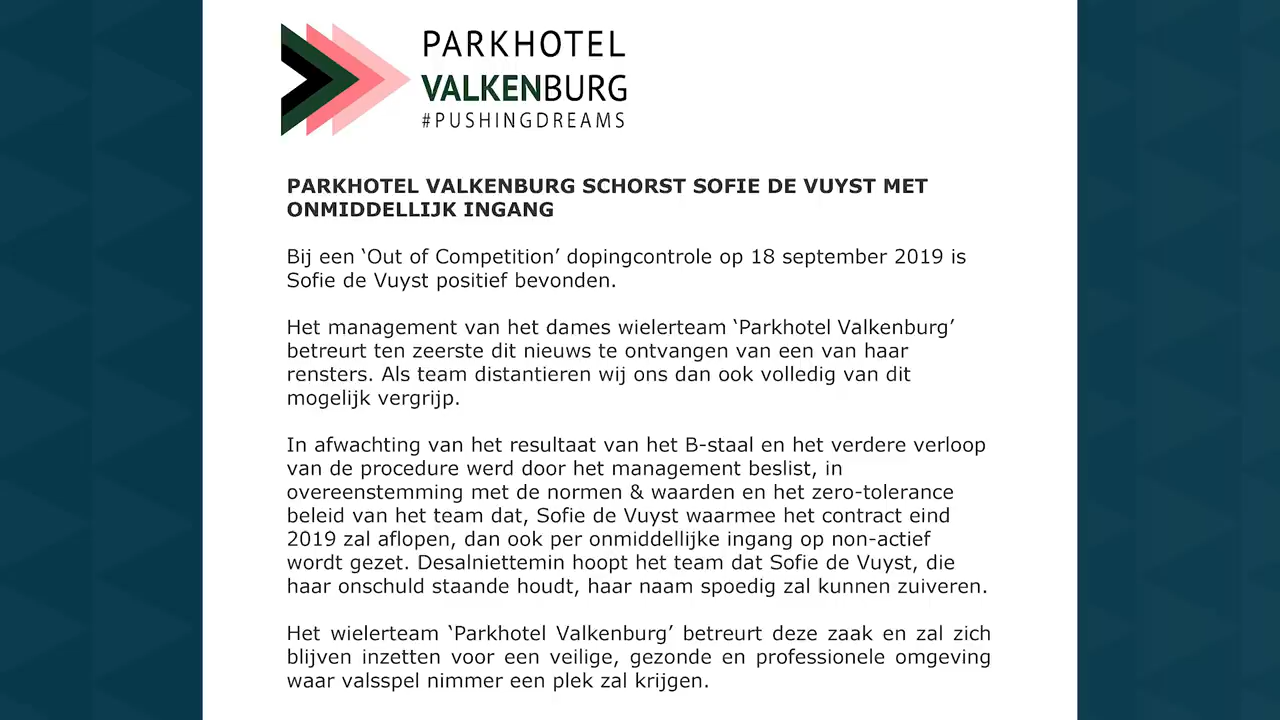 PARKHOTEL
VALKENBURG
#PUSHINGDREAMS
PARKHOTEL VALKENBURG SCHORST SOFIE DE VUYST MET
ONMIDDELLIJK INGANG
Bij een ‘Out of Competition’ dopingcontrole op 18 september 2019 is
Sofie de Vuyst positief bevonden.
Het management van het dames wielerteam ‘Parkhotel Valkenburg’
betreurt ten zeerste dit nieuws te ontvangen van een van haar
rensters. Als team distantieren wij ons dan ook volledig van dit
mogelijk vergrijp.
In afwachting van het resultaat van het B-staal en het verdere verloop
van de procedure werd door het management beslist, in
overeenstemming met de normen & waarden en het zero-tolerance
beleid van het team dat, Sofie de Vuyst waarmee het contract eind
2019 zal aflopen, dan ook per onmiddellijke ingang op non-actief
wordt gezet. Desalniettemin hoopt het team dat Sofie de Vuyst, die
haar onschuld staande houdt, haar naam spoedig zal kunnen zuiveren.
Het wielerteam ‘Parkhotel Valkenburg’ betreurt deze zaak en zal zich
blijven inzetten voor een veilige, gezonde en professionele omgeving
waar valsspel nimmer een plek zal krijgen.